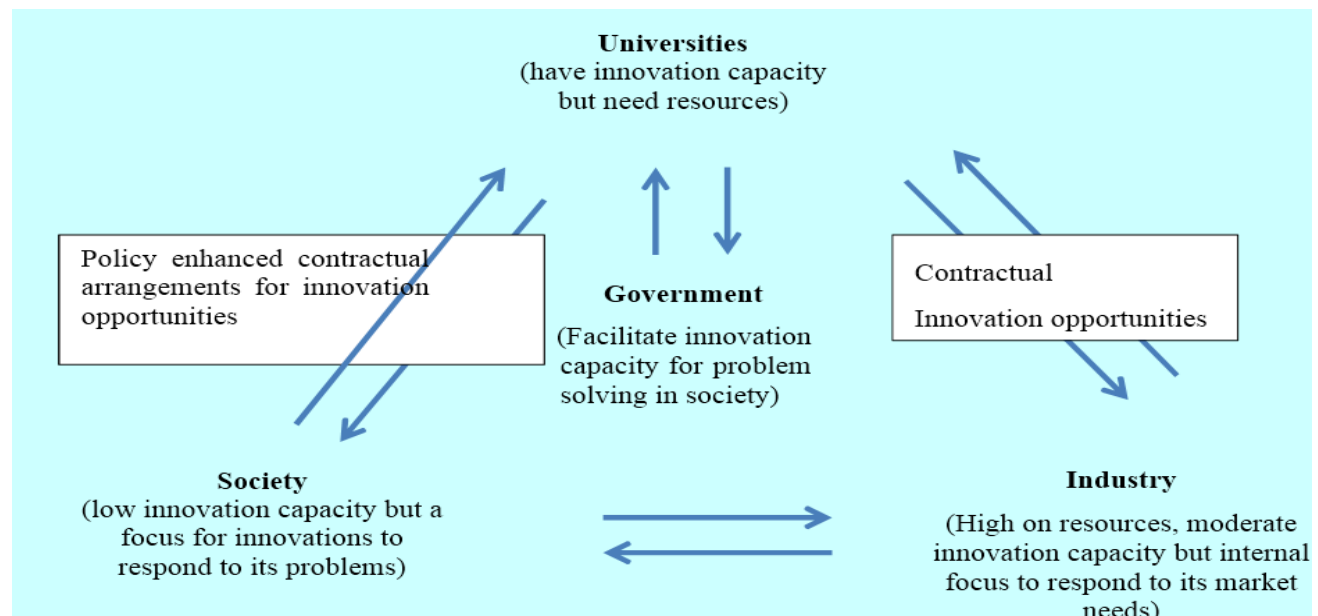 Universities
(have innovation capacity
but need resources)
Policy enhanced contractual
arrangements for innovation
opportunities
Contractual
Innovation opportunities
Government
(Facilitate innovation
capacity for problem
solving in society)
Society
(low innovation capacity but a
focus for innovations to
respond to its problems)
Industry
(High on resources, moderate
innovation capacity but internal
focus to respond to its market
needs)